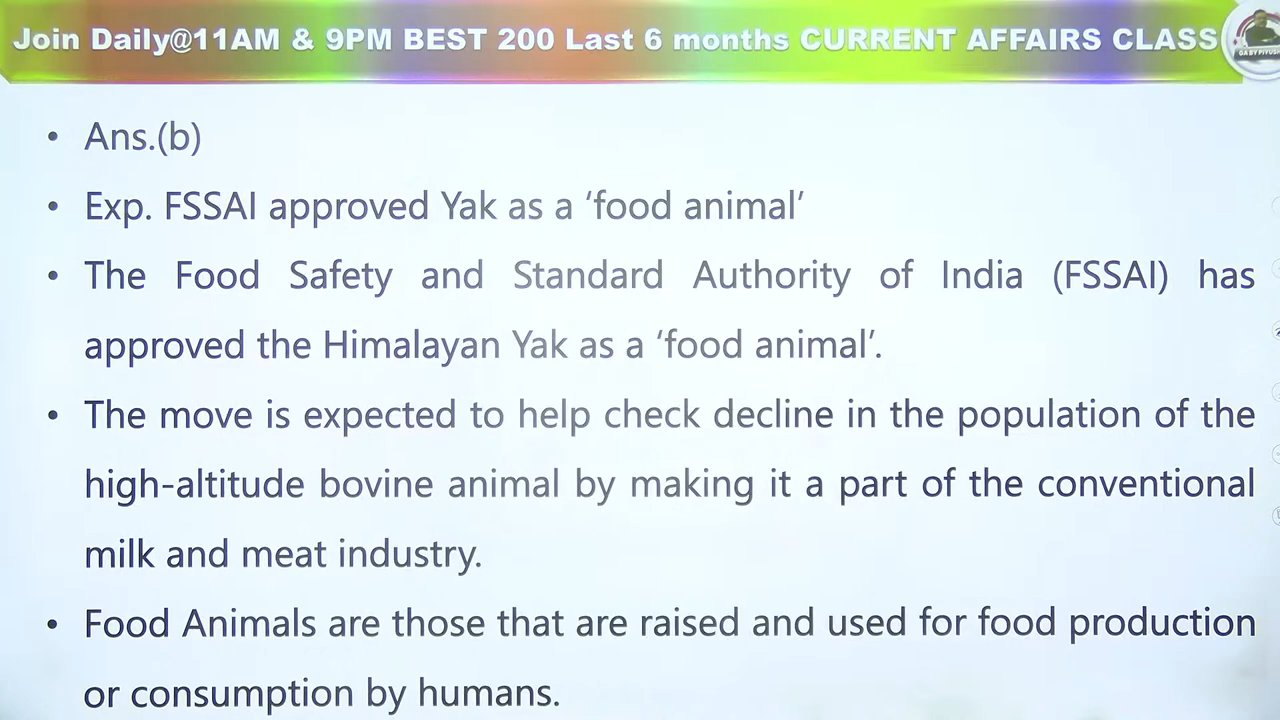 Join Daily@11AM & 9PM BEST 200 Last 6 months CURRENT AFFAIRS CLASS
GA BY PIYUSH
• Ans.(b)
• Exp. FSSAI approved Yak as a ‘food animal’
• The Food Safety and Standard Authority of India (FSSAI) has
approved the Himalayan Yak as a ‘food animal’.
• The move is expected to help check decline in the population of the
high-altitude bovine animal by making it a part of the conventional
milk and meat industry.
• Food Animals are those that are raised and used for food production
or consumption by humans.